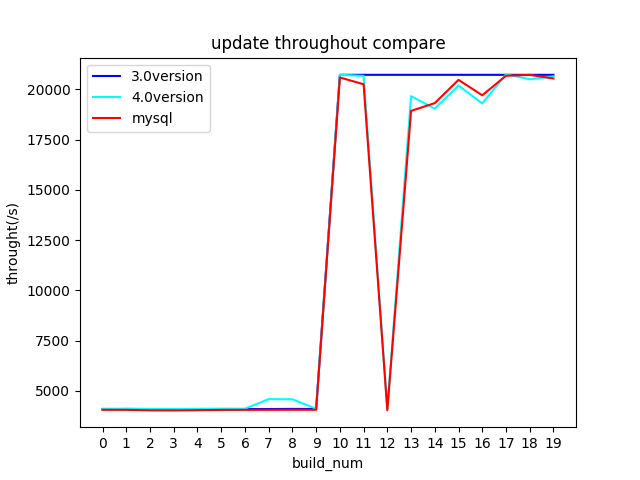 update throughout compare
3.0version
4.0version
mysql
throught(/s)
20000
17500
15000
12500
10000
7500
5000
0 1 2 3 4 5 6 7 8 9 10 11 12 13 14 15 16 17 18 19
build_num